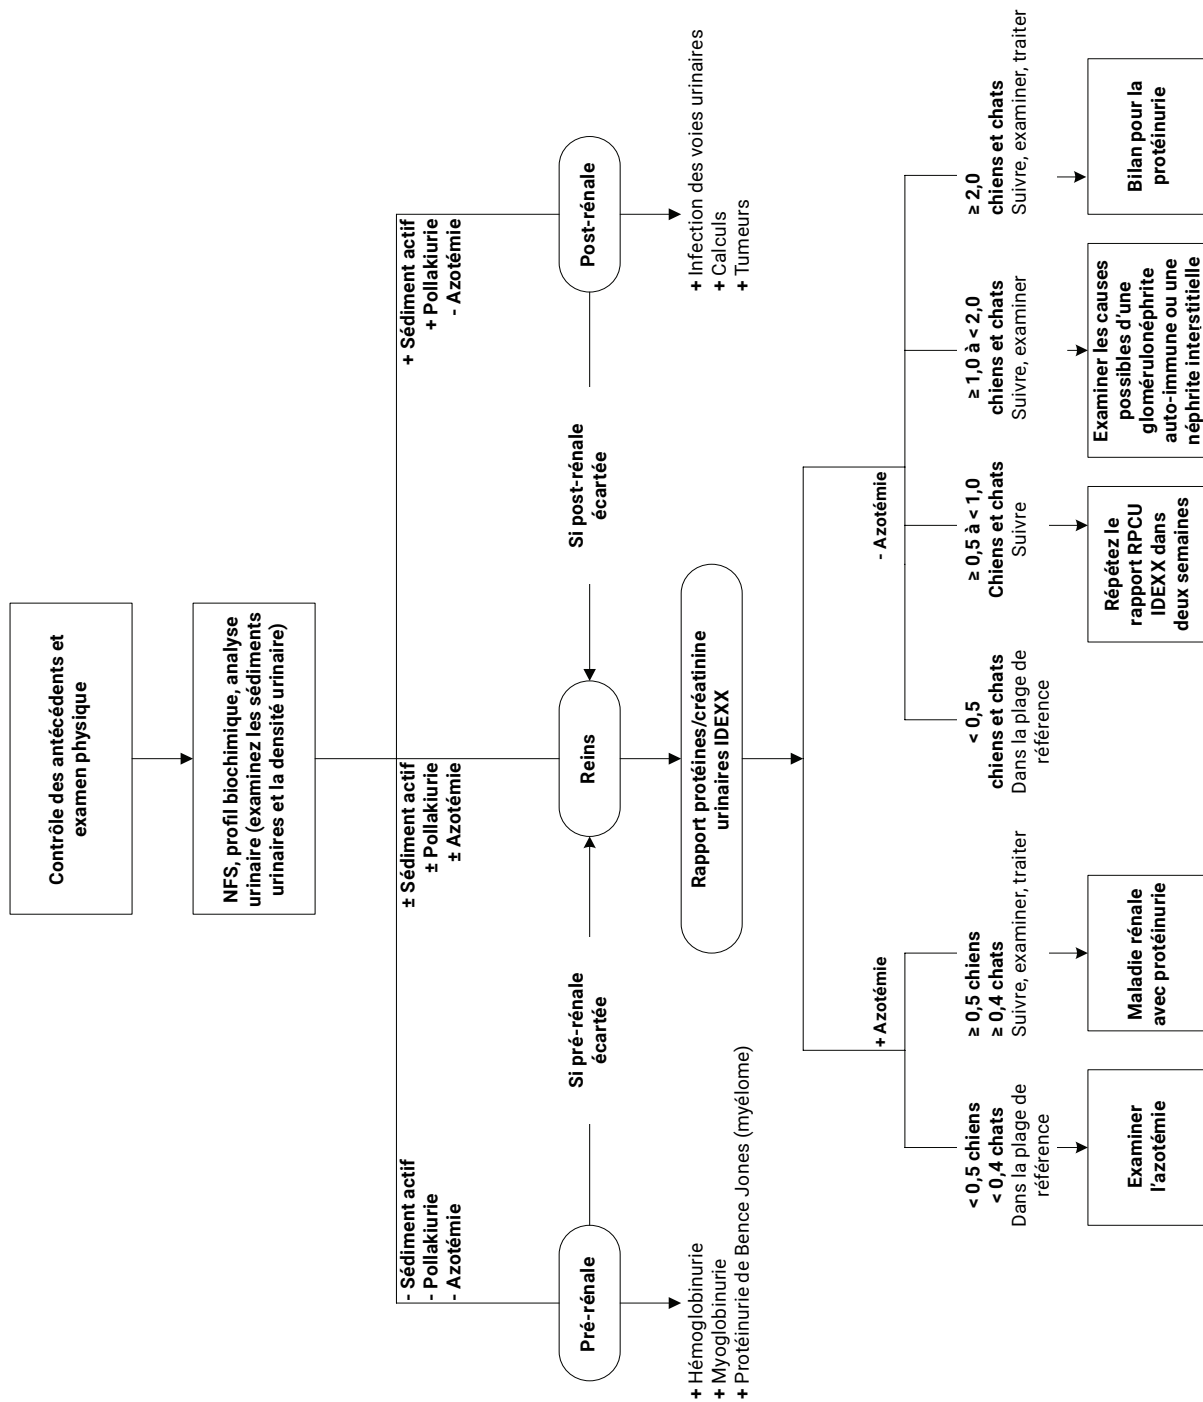 Contrôle des antécédents et
examen physique
NFS, profil biochimique, analyse
urinaire (examinez les sédiments
urinaires et la densité urinaire)
- Sédiment actif
- Pollakiurie
- Azotémie
± Sédiment actif
± Pollakiurie
± Azotémie
+ Sédiment actif
+ Pollakiurie
- Azotémie
Pré-rénale
Si pré-rénale
écartée
Reins
Si post-rénale
écartée
Post-rénale
+ Hémoglobinurie
+ Myoglobinurie
+ Protéinurie de Bence Jones (myélome)
Rapport protéines/créatinine
urinaires IDEXX
+ Infection des voies urinaires
+ Calculs
+ Tumeurs
+ Azotémie
- Azotémie
< 0,5 chiens
< 0,4 chats
Dans la plage de
référence
≥ 0,5 chiens
≥ 0,4 chats
Suivre, examiner, traiter
< 0,5
chiens et chats
Dans la plage de
référence
≥ 0,5 à < 1,0
Chiens et chats
Suivre
≥ 1,0 à < 2,0
chiens et chats
Suivre, examiner
≥ 2,0
chiens et chats
Suivre, examiner, traiter
Examiner
l'azotémie
Maladie rénale
avec protéinurie
Répétez le
rapport RPCU
IDEXX dans
deux semaines
Examiner les causes
possibles d'une
glomérulonéphrite
auto-immune ou une
néphrite interstitielle
Bilan pour la
protéinurie